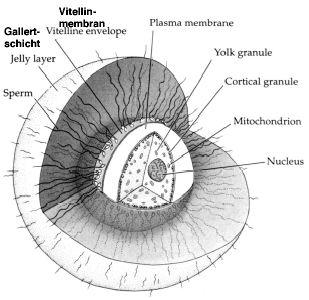 Vitellin-
membran
Gallert-
schicht
Vitelline envelope
Plasma membrane
Jelly layer
Yolk granule
Sperm
Cortical granule
Mitochondrion
Nucleus